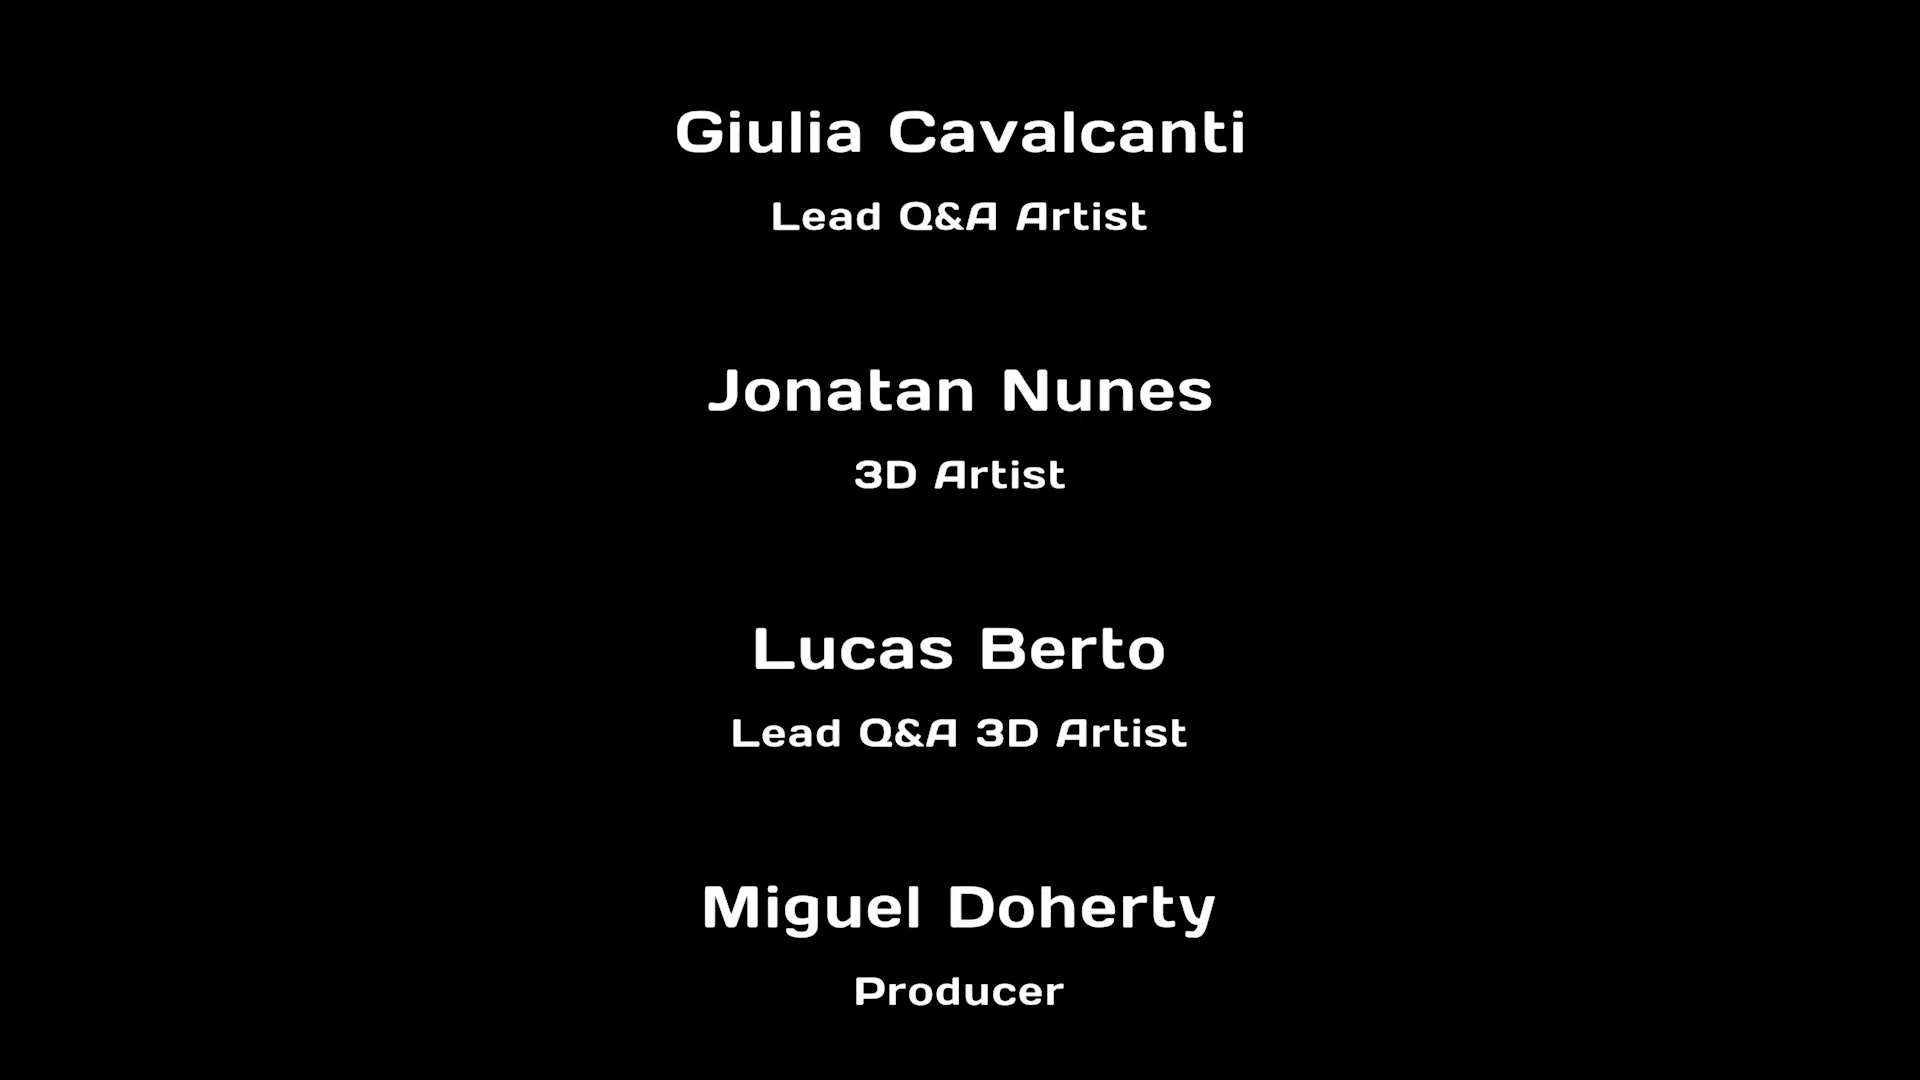 Giulia Cavalcanti
Lead Q&A Artist
Jonatan Nunes
3D Artist
Lucas Berto
Lead Q&A 3D Artist
Miguel Doherty
Producer